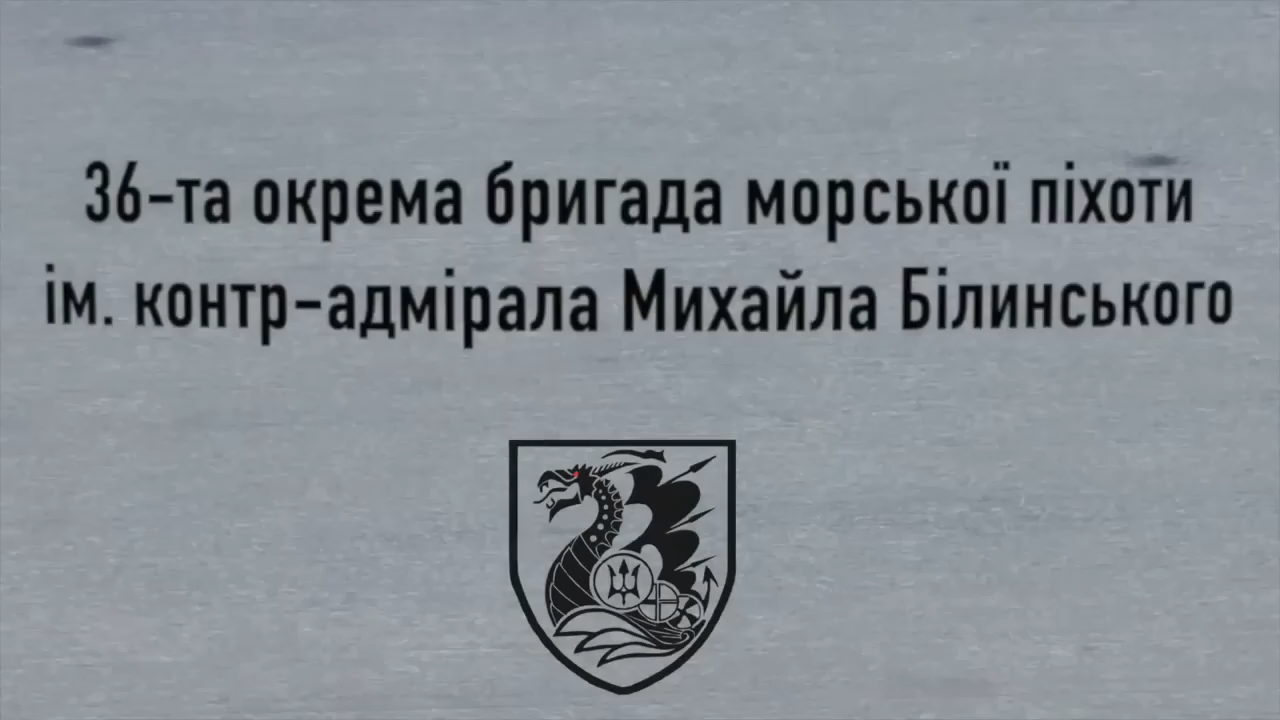 36-та окрема бригада морської піхоти
ім. контр-адмірала Михайла Білинського